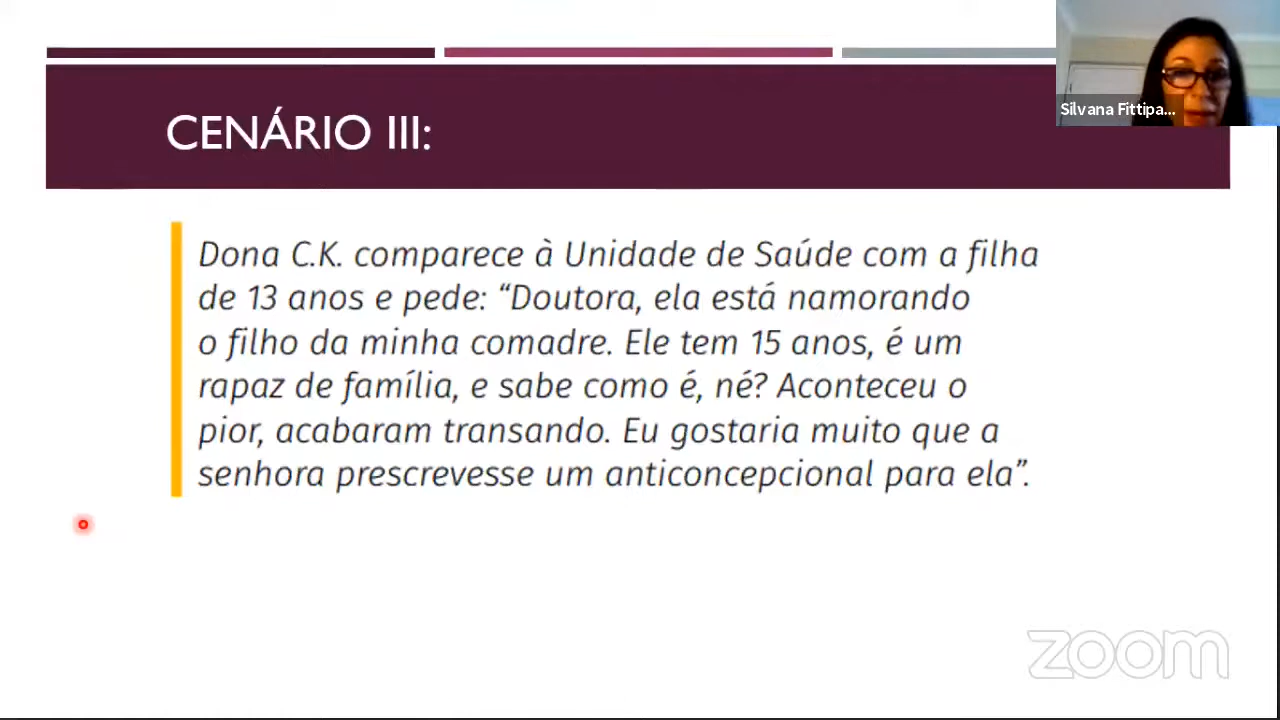 CENÁRIO III:
Silvana Fittipa...
Dona C.K. comparece à Unidade de Saúde com a filha
de 13 anos e pede: “Doutora, ela está namorando
o filho da minha comadre. Ele tem 15 anos, é um
rapaz de família, e sabe como é, né? Aconteceu o
pior, acabaram transando. Eu gostaria muito que a
senhora prescrevesse um anticoncepcional para ela”.
zoom